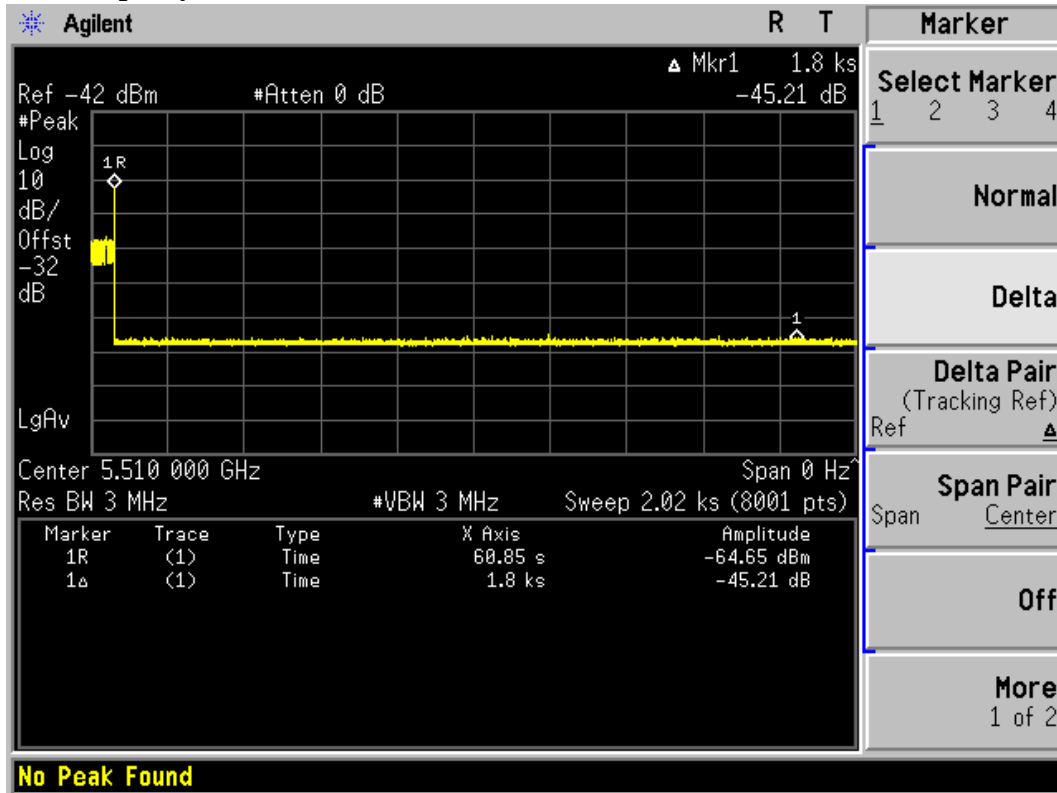 Agilent R T Marker
▵ Mkr1 1.8 ks
Ref -42 dBm #Atten 0 dB -45.21 dB
#Peak
Log
10
dB/
Offst
-32
dB
1R
1
LgAv
Center 5.510 000 GHz Span 0 Hz^
Res BW 3 MHz #VBW 3 MHz Sweep 2.02 ks (8001 pts)
Marker Trace Type X Axis Amplitude
1R (1) Time 60.85 s -64.65 dBm
1▵ (1) Time 1.8 ks -45.21 dB
No Peak Found
Select Marker
1 2 3 4
Normal
Delta
Delta Pair
(Tracking Ref)
Ref ▵
Span Pair
Span Center
Off
More
1 of 2